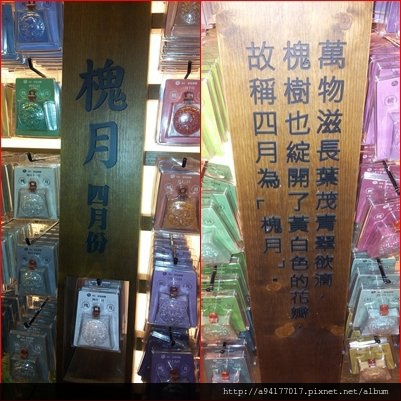 槐月
四月份
萬物滋長葉茂青翠欲滴，
槐樹也綻開了黃白色的花瓣
故稱四月為「槐月」
http://a94177017.pixnet.net/album